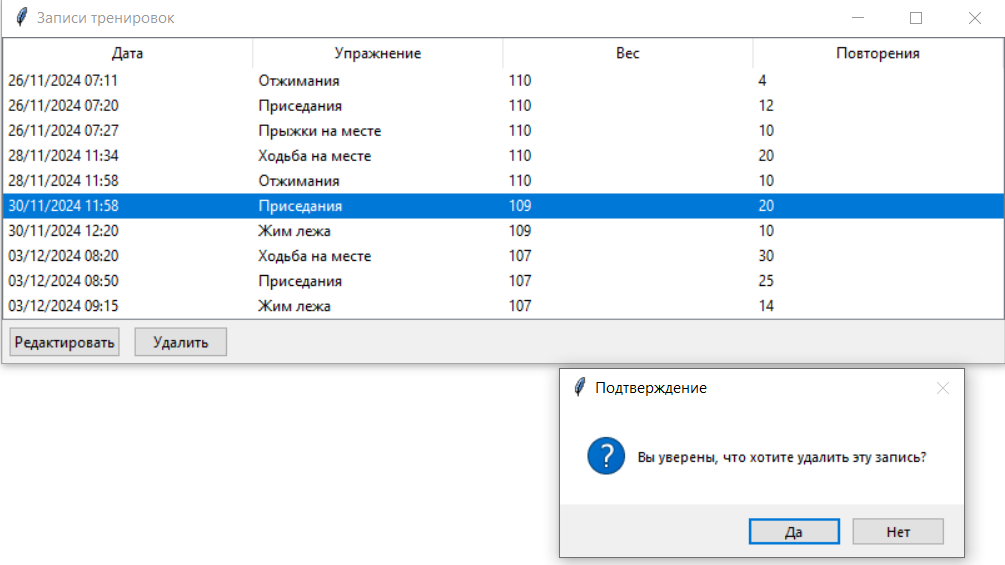 Записи тренировок
Дата Упражнение Вес Повторения
26/11/2024 07:11 Отжимания 110 4
26/11/2024 07:20 Приседания 110 12
26/11/2024 07:27 Прыжки на месте 110 10
28/11/2024 11:34 Ходьба на месте 110 20
28/11/2024 11:58 Отжимания 110 10
30/11/2024 11:58 Приседания 109 20
30/11/2024 12:20 Жим лежа 109 10
03/12/2024 08:20 Ходьба на месте 107 30
03/12/2024 08:50 Приседания 107 25
03/12/2024 09:15 Жим лежа 107 14
Редактировать Удалить
Подтверждение
Вы уверены, что хотите удалить эту запись?
Да Нет